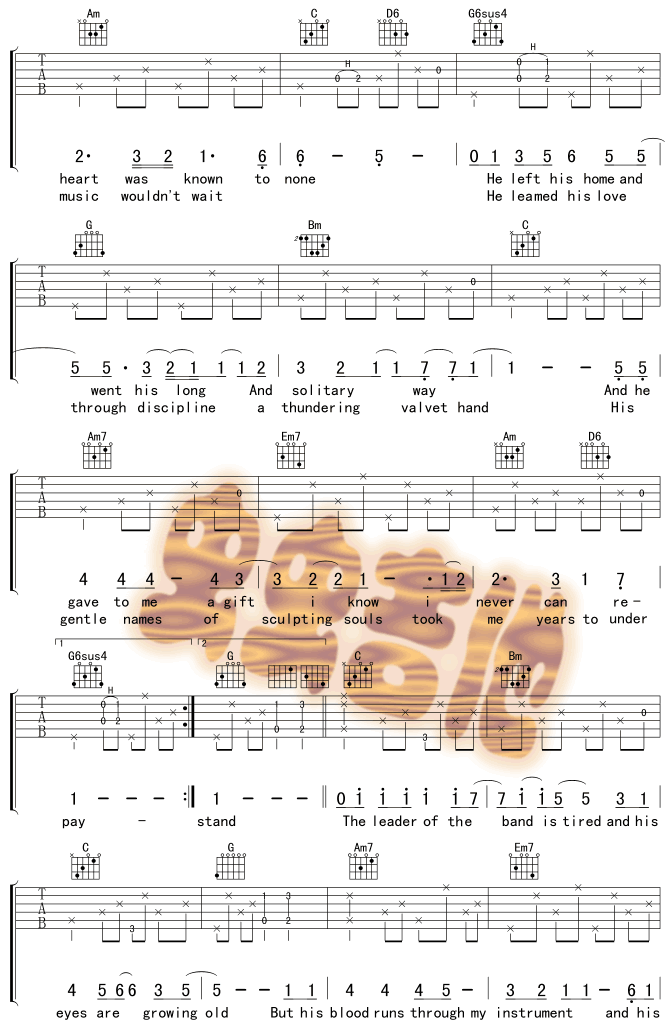 Am C D6 G6sus4
H H
T A B
0 2 0 0 0 1 2
2· 3 2 1· 6 6 - 5 - 0 1 3 5 6 5 5
heart was known to none He left his home and
music wouldn't wait He leamed his love
G Bm C
2
T A B
0
5 5 · 3 2 1 1 1 2 3 2 1 1 1 7 7 1 1 - - 5 5
went his long And solitary way And he
through discipline a thundering valvet hand His
Am7 Em7 Am D6
T A B
0 0
4 4 4 - 4 3 3 2 2 1 - · 1 2 2· 3 1 7
gave to me a gift i know i never can re-
gentle names of sculpting souls took me years to under
1 2
G6sus4 G C Bm
H 2
T A B
0 1 0 2 1 3 0 2 3 0
1 - - - 1 - - - 0 1 1 1 1 1 7 7 1 1 5 5 3 1
pay - stand The leader of the band is tired and his
C G Am7 Em7
T A B
3 1 3 0 2
4 5 6 6 3 5 5 - - 1 1 4 4 4 5 - 3 2 1 1 - 6 1
eyes are growing old But his blood runs through my instrument and his